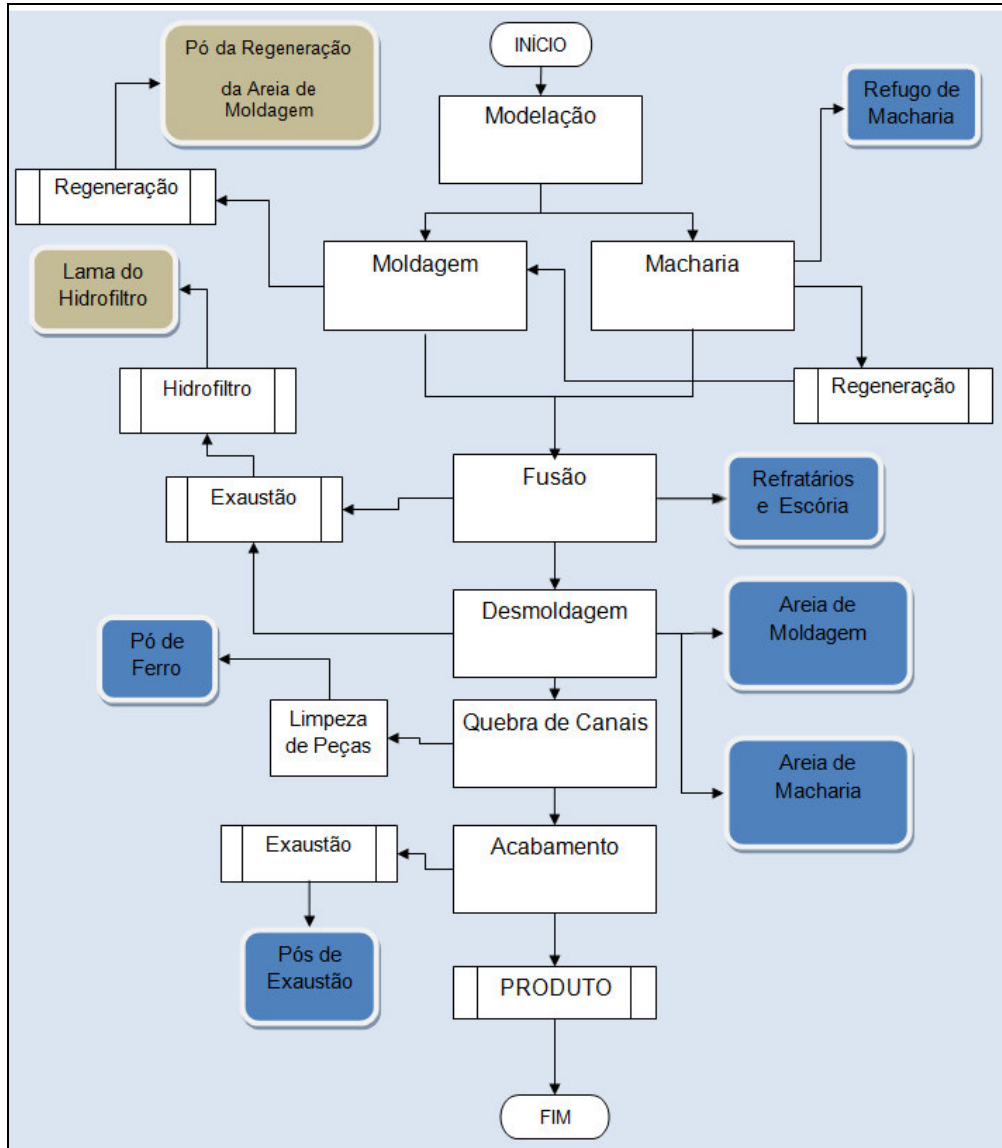 INÍCIO
Pó da Regeneração
da Areia de
Moldagem
Refugo de
Macharia
Modelação
Regeneração
Moldagem
Macharia
Lama do
Hidrofiltro
Hidrofiltro
Regeneração
Fusão
Exaustão
Refratários
e Escória
Desmoldagem
Areia de
Moldagem
Pó de
Ferro
Limpeza
de Peças
Quebra de Canais
Areia de
Macharia
Exaustão
Acabamento
Pós de
Exaustão
PRODUTO
FIM